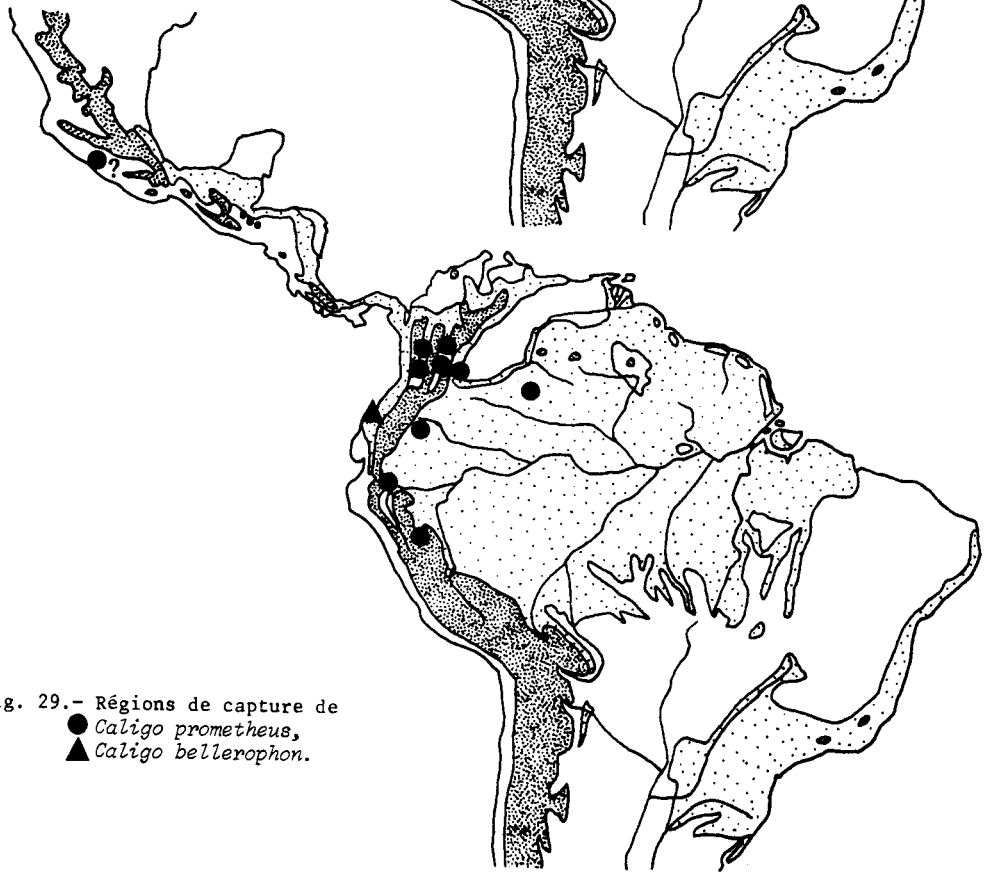 ?
g. 29.- Régions de capture de
Caligo prometheus,
Caligo bellerophon.